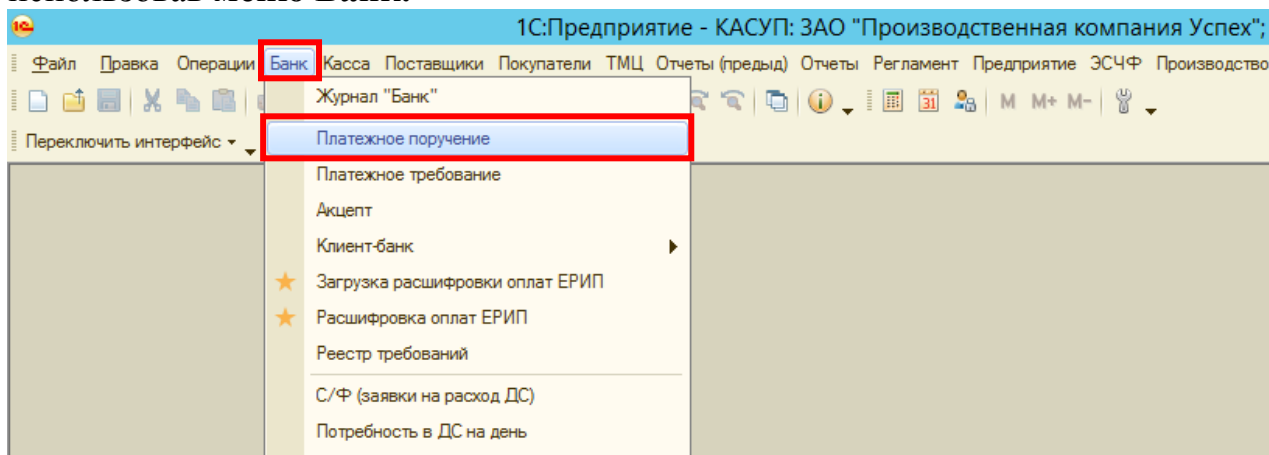 1С:Предприятие - КАСУП: ЗАО "Производственная компания Успех";
Файл Правка Операции Банк Касса Поставщики Покупатели ТМЦ Отчеты (предыд) Отчеты Регламент Предприятие ЭСЧФ Производство
Журнал "Банк"
31 M M+ M-
Переключить интерфейс
Платежное поручение
Платежное требование
Акцепт
Клиент-банк
Загрузка расшифровки оплат ЕРИП
Расшифровка оплат ЕРИП
Реестр требований
С/Ф (заявки на расход ДС)
Потребность в ДС на день